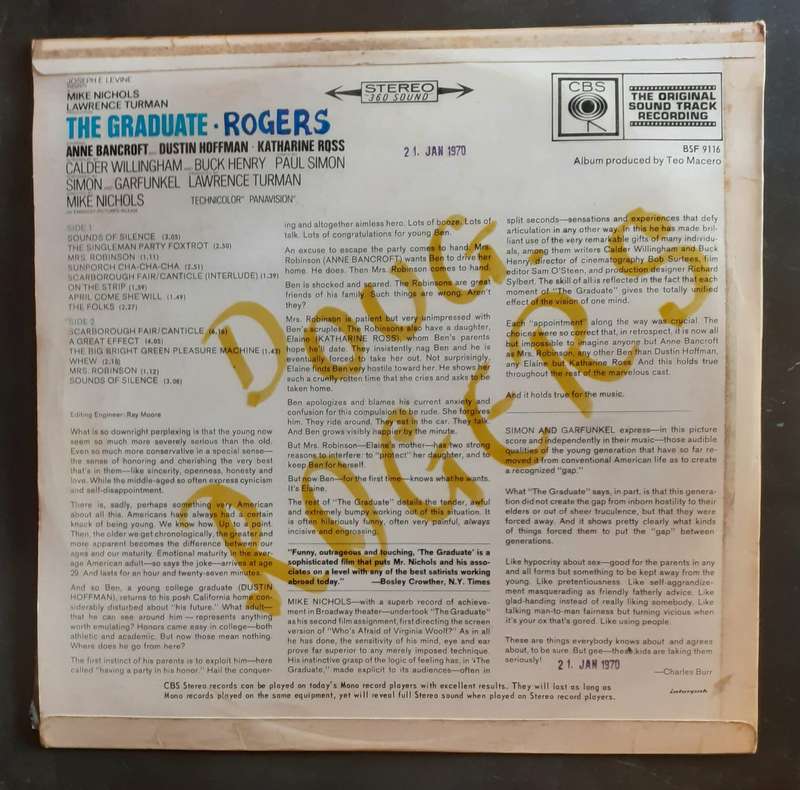 JOSEPH E. LEVINE
MIKE NICHOLS
LAWRENCE TURMAN
THE GRADUATE · ROGERS
ANNE BANCROFT AND DUSTIN HOFFMAN · KATHARINE ROSS
CALDER WILLINGHAM AND BUCK HENRY PAUL SIMON
SIMON AND GARFUNKEL LAWRENCE TURMAN
MIKE NICHOLS TECHNICOLOR® PANAVISION®
AN EMBASSY PICTURES RELEASE
STEREO
"360 SOUND"
21. JAN 1970
CBS
THE ORIGINAL
SOUND TRACK
RECORDING
BSF 9116
Album produced by Teo Macero
DOUG.
ROGERS
SIDE 1
SOUNDS OF SILENCE (3.05)
THE SINGLEMAN PARTY FOXTROT (2.50)
MRS. ROBINSON (1.11)
SUNPORCH CHA-CHA-CHA (2.51)
SCARBOROUGH FAIR/CANTICLE (INTERLUDE) (1.39)
ON THE STRIP (1.59)
APRIL COME SHE WILL (1.49)
THE FOLKS (2.27)
SIDE 2
SCARBOROUGH FAIR/CANTICLE (6.16)
A GREAT EFFECT (4.05)
THE BIG BRIGHT GREEN PLEASURE MACHINE (1.43)
WHEW (2.10)
MRS. ROBINSON (1.12)
SOUNDS OF SILENCE (3.06)
Editing Engineer: Ray Moore
What is so downright perplexing is that the young now
seem so much more severely serious than the old.
Even so much more conservative in a special sense—
the sense of honoring and cherishing the very best
that's in them—like sincerity, openness, honesty and
love. While the middle-aged so often express cynicism
and self-disappointment.
There is, sadly, perhaps something very American
about all this. Americans have always had a certain
knack of being young. We know how to a point.
Then, the older we get chronologically, the more and
more apparent becomes the difference between our
ages and our maturity. Emotional maturity in the average
age American adult—so says the joke—arrives at age
29. And lasts for an hour and twenty-seven minutes.
And so Ben, a young college graduate (DUSTIN
HOFFMAN), returns to his posh California home considerably
disturbed about "his future." What adult—
that he can see around him—represents anything
worth emulating? Honors came easy in college—both
athletic and academic. But now those mean nothing.
Where does he go from here?
The first instinct of his parents is to exploit him—here
called "having a party in his honor." Hail the conquer-
ing and altogether aimless hero. Lots of booze. Lots of
talk. Lots of congratulations for young Ben.
An excuse to escape the party comes to hand. Mrs.
Robinson (ANNE BANCROFT) wants Ben to drive her
home. He does. Then Mrs. Robinson comes to hand.
Ben is shocked and scared. The Robinsons are great
friends of his family. Such things are wrong. Aren't
they?
Mrs. Robinson is patient but very unimpressed with
Ben's scruples. The Robinsons also have a daughter,
Elaine (KATHARINE ROSS), whom Ben's parents
hope he'll date. They insistently nag Ben and he is
eventually forced to take her out. Not surprisingly,
Elaine finds Ben very hostile toward her. He shows her
such a cruelly rotten time that she cries and asks to be
taken home.
Ben apologizes and blames his current anxiety and
confusion for this compulsion to be rude. She forgives
him. They ride around. They park the car. They talk.
And Ben grows visibly happier by the minute.
But Mrs. Robinson—Elaine's mother—has two strong
reasons to interfere: to "protect" her daughter, and to
keep Ben for herself.
But now Ben—for the first time—knows what he wants.
It's Elaine.
The rest of "The Graduate" details the tender, awful
and extremely bumpy working out of this situation. It
is often hilariously funny, often very painful, always
incisive and engrossing.
"Funny, outrageous and touching, 'The Graduate' is a
sophisticated film that puts Mr. Nichols and his associates
on a level with any of the best satirists working
abroad today." —Bosley Crowther, N.Y. Times
MIKE NICHOLS—with a superb record of achievement
in Broadway theater—undertook "The Graduate"
as his second film assignment, first directing the screen
version of "Who's Afraid of Virginia Woolf?" As in all
he has done, the sensitivity of his mind, eye and ear
prove far superior to any merely imposed technique.
His instinctive grasp of the logic of feeling has, in "The
Graduate," made explicit to its audiences—often in
split seconds—sensations and experiences that defy
articulation in any other way. In this he has made brilliant
use of the very remarkable gifts of many individuals,
among them writers Calder Willingham and Buck
Henry, director of cinematography Bob Surtees, film
editor Sam O'Steen, and production designer Richard
Sylbert. The skill of all is reflected in the fact that each
moment of "The Graduate" gives the totally unified
effect of the vision of one mind.
Each "appointment" along the way was crucial. The
choices were so correct that, in retrospect, is now all
but impossible to imagine anyone but Anne Bancroft
as Mrs. Robinson, any other Ben than Dustin Hoffman,
any Elaine but Katharine Ross. And this holds true
throughout the rest of the marvelous cast.
And it holds true for the music.
SIMON AND GARFUNKEL express—in this picture
score and independently in their music—those audible
qualities of the young generation that have so far removed
it from conventional American life as to create
a recognized "gap."
What "The Graduate" says, in part, is that this generation
did not create the gap from inborn hostility to their
elders or out of sheer truculence, but that they were
forced away. And it shows pretty clearly what kinds
of things forced them to put the "gap" between
generations.
Like hypocrisy about sex—good for the parents in any
and all forms but something to be kept away from the
young. Like pretentiousness. Like self-aggrandizement
masquerading as friendly fatherly advice. Like
glad-handing instead of really liking somebody. Like
talking man-to-man fairness but turning vicious when
it's your ox that's gored. Like using people.
These are things everybody knows about and agrees
about, to be sure. But gee—these kids are taking them
seriously!
21 JAN 1970
—Charles Burr
CBS Stereo records can be played on today's Mono record players with excellent results. They will last as long as
Mono records played on the same equipment, yet will reveal full Stereo sound when played on Stereo record players.